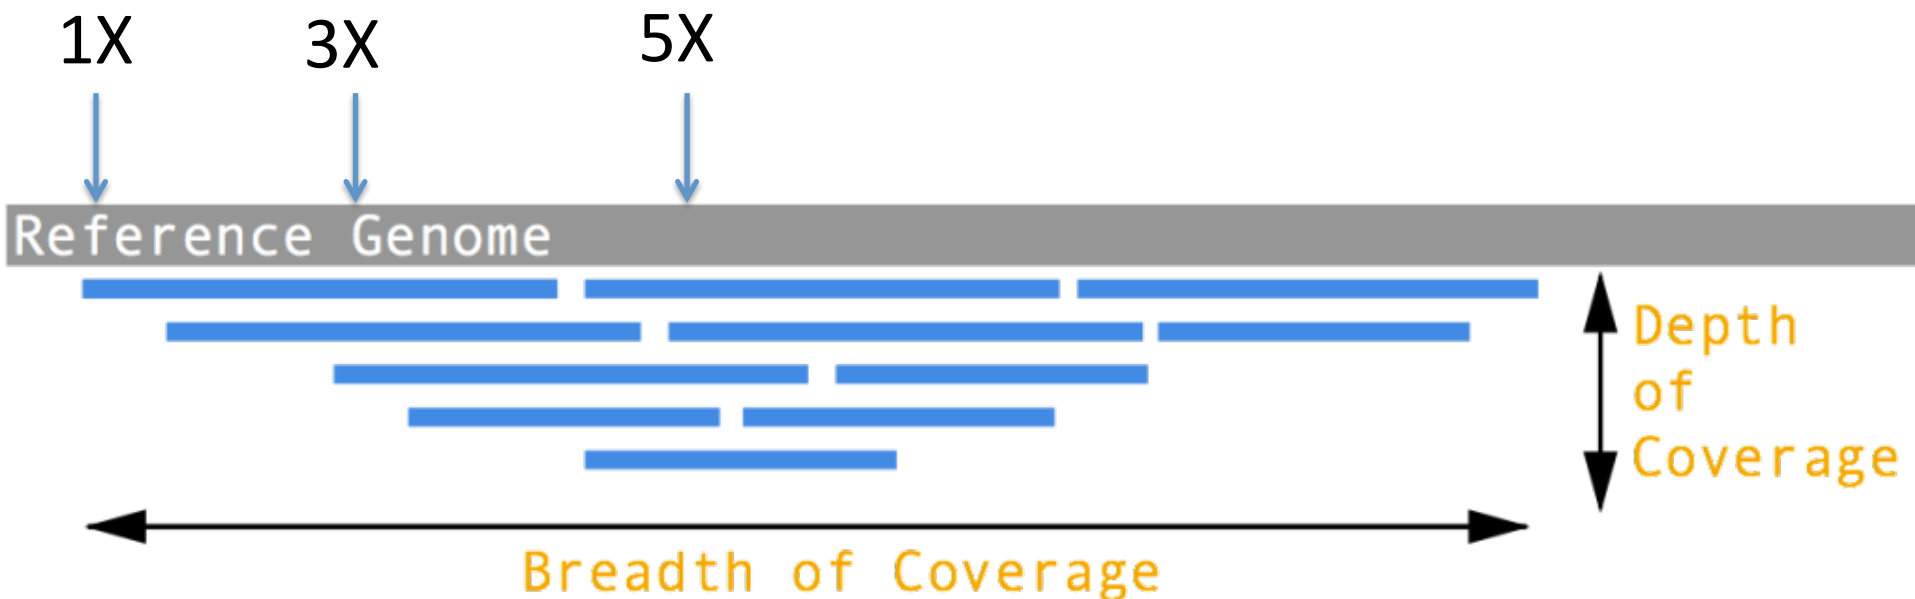 1X 3X 5X
Reference Genome
Depth
of
Coverage
Breadth of Coverage